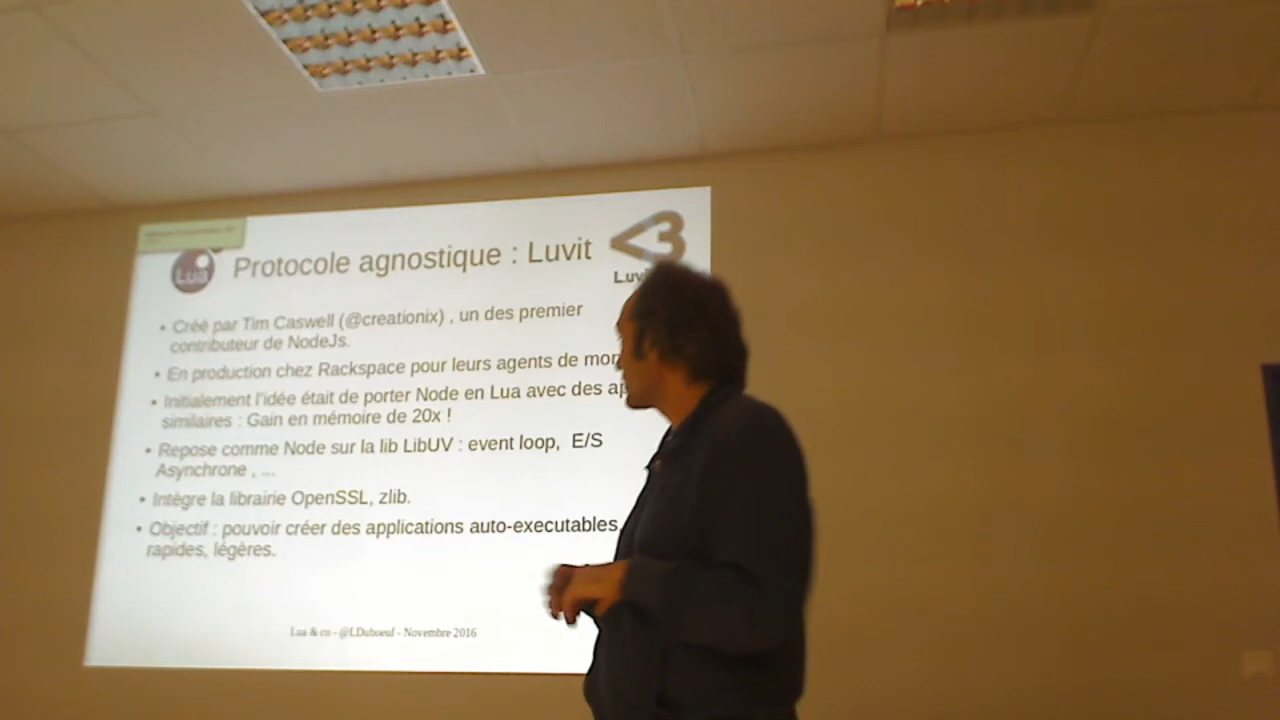 Lua
Protocole agnostique : Luvit
<3
Luv
• Créé par Tim Caswell (@creationix) , un des premier
contributeur de NodeJs.
• En production chez Rackspace pour leurs agents de mon
• Initialement l'idée était de porter Node en Lua avec des ap
similaires : Gain en mémoire de 20x !
• Repose comme Node sur la lib LibUV : event loop, E/S
Asynchrone , ...
• Intègre la librairie OpenSSL, zlib.
• Objectif : pouvoir créer des applications auto-executables,
rapides, légères.
Lua & co - @LDuboeuf - Novembre 2016